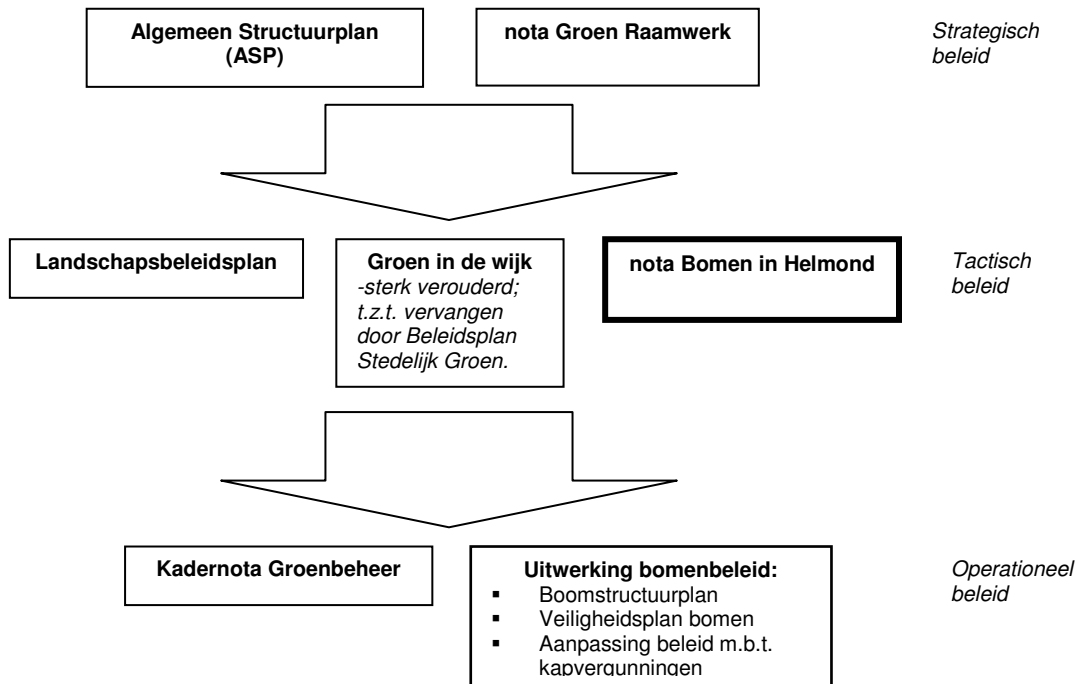 Algemeen Structuurplan
(ASP)
nota Groen Raamwerk
Strategisch
beleid
Landschapsbeleidsplan
Groen in de wijk
-sterk verouderd;
t.z.t. vervangen
door Beleidsplan
Stedelijk Groen.
nota Bomen in Helmond
Tactisch
beleid
Kadernota Groenbeheer
Uitwerking bomenbeleid:
▪ Boomstructuurplan
▪ Veiligheidsplan bomen
▪ Aanpassing beleid m.b.t.
kapvergunningen
Operationeel
beleid